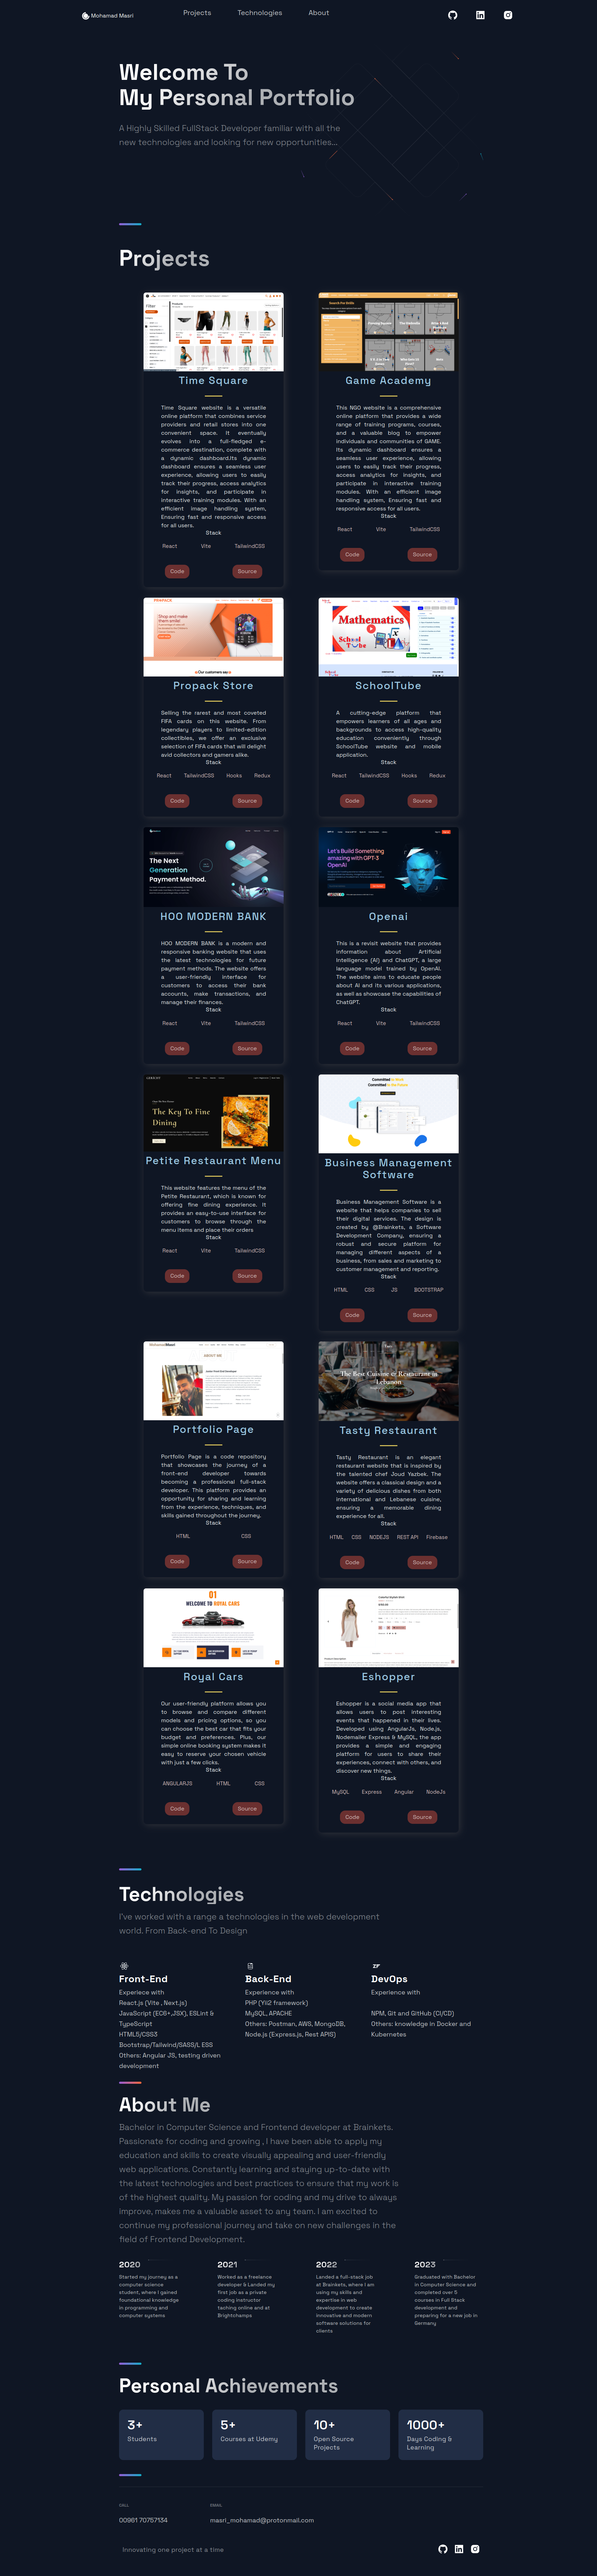 Mohamad Masri
Projects
Technologies
About
Welcome To
My Personal Portfolio
A Highly Skilled FullStack Developer familiar with all the
new technologies and looking for new opportunities...
Projects
Time Square
Time Square website is a versatile
online platform that combines service
providers and retail stores into one
convenient space. It eventually
evolves into a full-fledged e-
commerce destination, complete with
a dynamic dashboard.Its dynamic
dashboard ensures a seamless user
experience, allowing users to easily
track their progress, access analytics
for insights, and participate in
interactive training modules. With an
efficient image handling system,
Ensuring fast and responsive access
for all users.
Stack
React
Vite
TailwindCSS
Code
Source
Game Academy
This NGO website is a comprehensive
online platform that provides a wide
range of training programs, courses,
and a valuable blog to empower
individuals and communities of GAME.
Its dynamic dashboard ensures a
seamless user experience, allowing
users to easily track their progress,
access analytics for insights, and
participate in interactive training
modules. With an efficient image
handling system, Ensuring fast and
responsive access for all users.
Stack
React
Vite
TailwindCSS
Code
Source
Shop and make
them profit!
Our customers say
Propack Store
Selling the rarest and most coveted
FIFA cards on this website. From
legendary players to limited-edition
collectibles, we offer an exclusive
selection of FIFA cards that will delight
avid collectors and gamers alike.
Stack
React
TailwindCSS
Hooks
Redux
Code
Source
Mathematics
SchoolTube
A cutting-edge platform that
empowers learners of all ages and
backgrounds to access high-quality
education conveniently through
SchoolTube website and mobile
application.
Stack
React
TailwindCSS
Hooks
Redux
Code
Source
The Next
Generation
Payment Method.
HOO MODERN BANK
HOO MODERN BANK is a modern and
responsive banking website that uses
the latest technologies for future
payment methods. The website offers
a user-friendly interface for
customers to access their bank
accounts, make transactions, and
manage their finances.
Stack
React
Vite
TailwindCSS
Code
Source
Let's Build Something
amazing with GPT-3
OpenAi
Openai
This is a revisit website that provides
information about Artificial
Intelligence (AI) and ChatGPT, a large
language model trained by OpenAI.
The website aims to educate people
about AI and its various applications,
as well as showcase the capabilities of
ChatGPT.
Stack
React
Vite
TailwindCSS
Code
Source
The Key To Fine
Dining
Petite Restaurant Menu
This website features the menu of the
Petite Restaurant, which is known for
offering fine dining experience. It
provides an easy-to-use interface for
customers to browse through the
menu items and place their orders
Stack
React
Vite
TailwindCSS
Code
Source
Business Management
Software
Business Management Software is a
website that helps companies to sell
their digital services. The design is
created by @Brainkets, a Software
Development Company, ensuring a
robust and secure platform for
managing different aspects of a
business, from sales and marketing to
customer management and reporting.
Stack
HTML
CSS
JS
BOOTSTRAP
Code
Source
ABOUT ME
Portfolio Page
Portfolio Page is a code repository
that showcases the journey of a
front-end developer towards
becoming a professional full-stack
developer. This platform provides an
opportunity for sharing and learning
from the experience, techniques, and
skills gained throughout the journey.
Stack
HTML
CSS
Code
Source
The Best Cuisine & Restaurant in
Lebanon
Tasty Restaurant
Tasty Restaurant is an elegant
restaurant website that is inspired by
the talented chef Joud Yazbek. The
website offers a classical design and a
variety of delicious dishes from both
international and Lebanese cuisine,
ensuring a memorable dining
experience for all.
Stack
HTML
CSS
NODEJS
REST API
Firebase
Code
Source
01
WELCOME TO ROYAL CARS
Royal Cars
Our user-friendly platform allows you
to browse and compare different
models and pricing options, so you
can choose the best car that fits your
budget and preferences. Plus, our
simple online booking system makes it
easy to reserve your chosen vehicle
with just a few clicks.
Stack
ANGULARJS
HTML
CSS
Code
Source
Eshopper
Eshopper is a social media app that
allows users to post interesting
events that happened in their lives.
Developed using AngularJs, Node.js,
Nodemailer Express & MySQL, the app
provides a simple and engaging
platform for users to share their
experiences, connect with others, and
discover new things.
Stack
MySQL
Express
Angular
NodeJs
Code
Source
Technologies
I've worked with a range a technologies in the web development
world. From Back-end To Design
Front-End
Experiece with
React.js (Vite , Next.js)
JavaScript (EC6+,JSX), ESLint &
TypeScript
HTML5/CSS3
Bootstrap/Tailwind/SASS/L ESS
Others: Angular JS, testing driven
development
Back-End
Experience with
PHP (Yii2 framework)
MySQL, APACHE
Others: Postman, AWS, MongoDB,
Node.js (Express.js, Rest APIS)
DevOps
Experience with
NPM, Git and GitHub (CI/CD)
Others: knowledge in Docker and
Kubernetes
About Me
Bachelor in Computer Science and Frontend developer at Brainkets.
Passionate for coding and growing , I have been able to apply my
education and skills to create visually appealing and user-friendly
web applications. Constantly learning and staying up-to-date with
the latest technologies and best practices to ensure that my work is
of the highest quality. My passion for coding and my drive to always
improve, makes me a valuable asset to any team. I am excited to
continue my professional journey and take on new challenges in the
field of Frontend Development.
2020
Started my journey as a
computer science
student, where I gained
foundational knowledge
in programming and
computer systems
2021
Worked as a freelance
developer & Landed my
first job as a private
coding instructor
taching online and at
Brightchamps
2022
Landed a full-stack job
at Brainkets, where I am
using my skills and
expertise in web
development to create
innovative and modern
software solutions for
clients
2023
Graduated with Bachelor
in Computer Science and
completed over 5
courses in Full Stack
development and
preparing for a new job in
Germany
Personal Achievements
3+
Students
5+
Courses at Udemy
10+
Open Source
Projects
1000+
Days Coding &
Learning
CALL
00961 70757134
EMAIL
masri_mohamad@protonmail.com
Innovating one project at a time